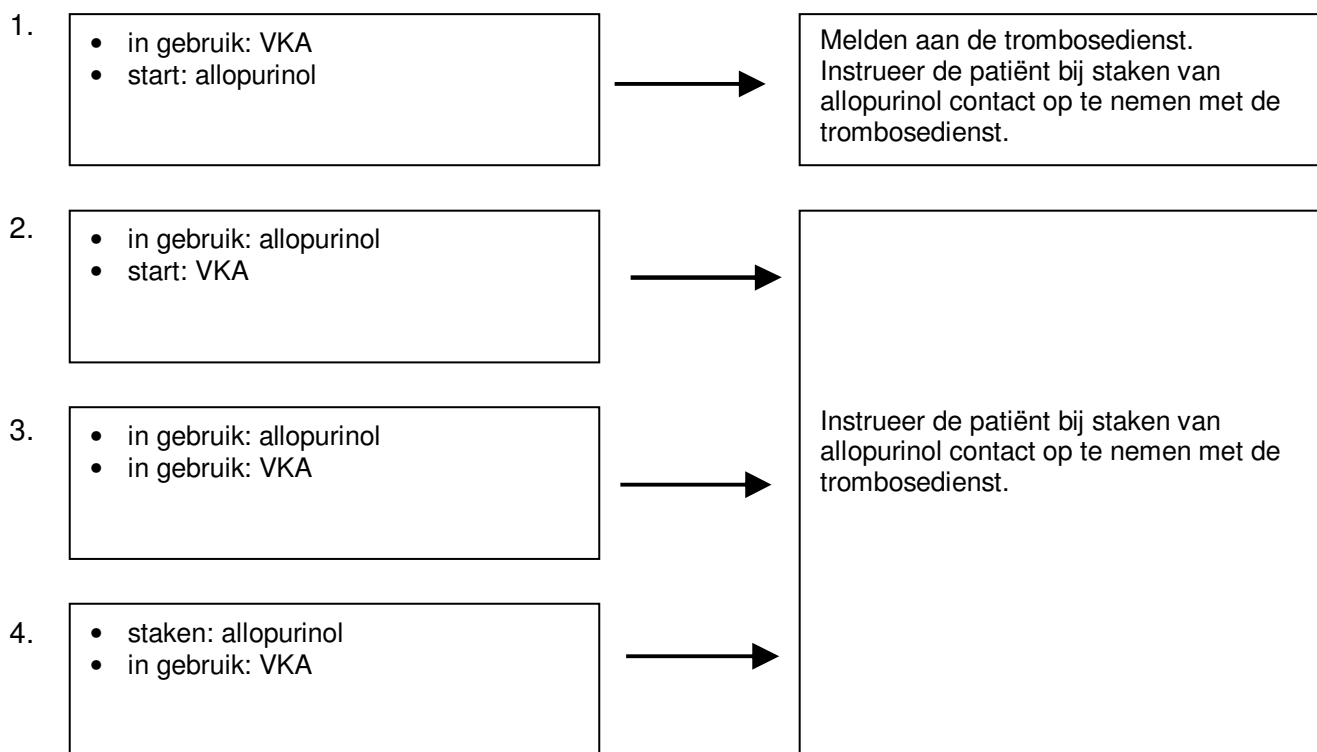 1.
• in gebruik: VKA
• start: allopurinol
Melden aan de trombosedienst.
Instrueer de patiënt bij staken van
allopurinol contact op te nemen met de
trombosedienst.
2.
• in gebruik: allopurinol
• start: VKA
3.
• in gebruik: allopurinol
• in gebruik: VKA
Instrueer de patiënt bij staken van
allopurinol contact op te nemen met de
trombosedienst.
4.
• staken: allopurinol
• in gebruik: VKA